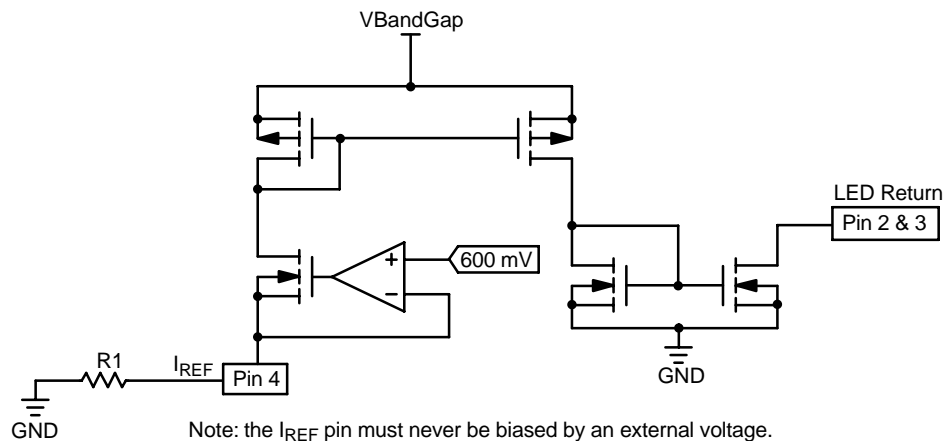 VBandGap
LED Return
Pin 2 & 3
+
600 mV
−
R1
IREF
Pin 4
GND
GND
Note: the IREF pin must never be biased by an external voltage.